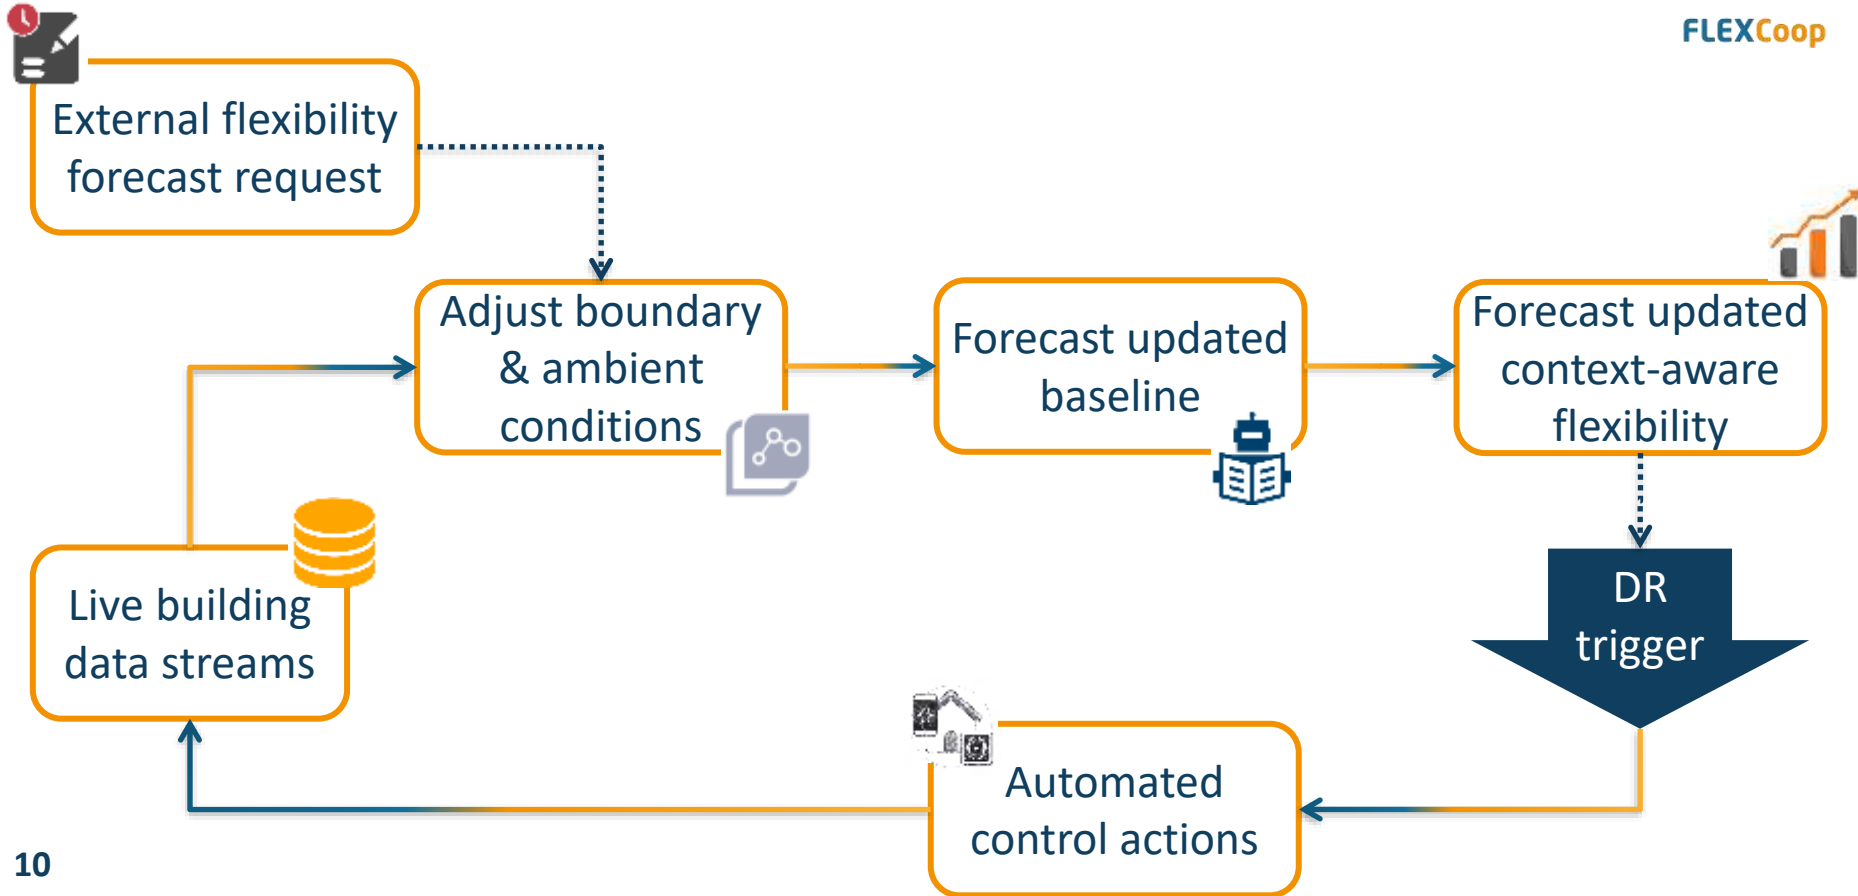 FLEXCoop
External flexibility
forecast request
Adjust boundary
& ambient
conditions
Forecast updated
baseline
Forecast updated
context-aware
flexibility
Live building
data streams
DR
trigger
Automated
control actions
10